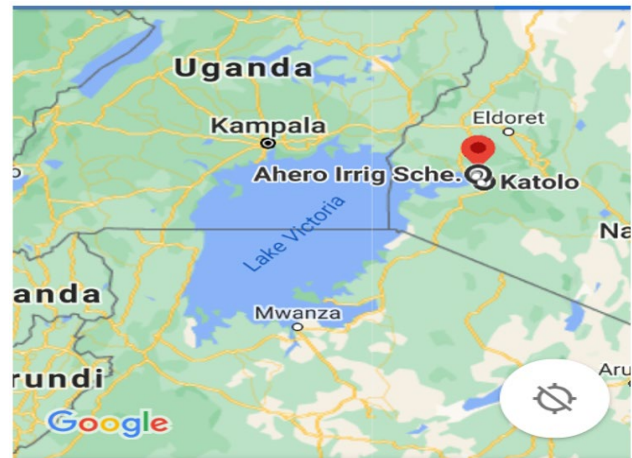 Uganda
Eldoret
Kampala
Ahero Irrig Sche.
Katolo
Lake Victoria
Na
anda
Mwanza
Aru
rundi
Google